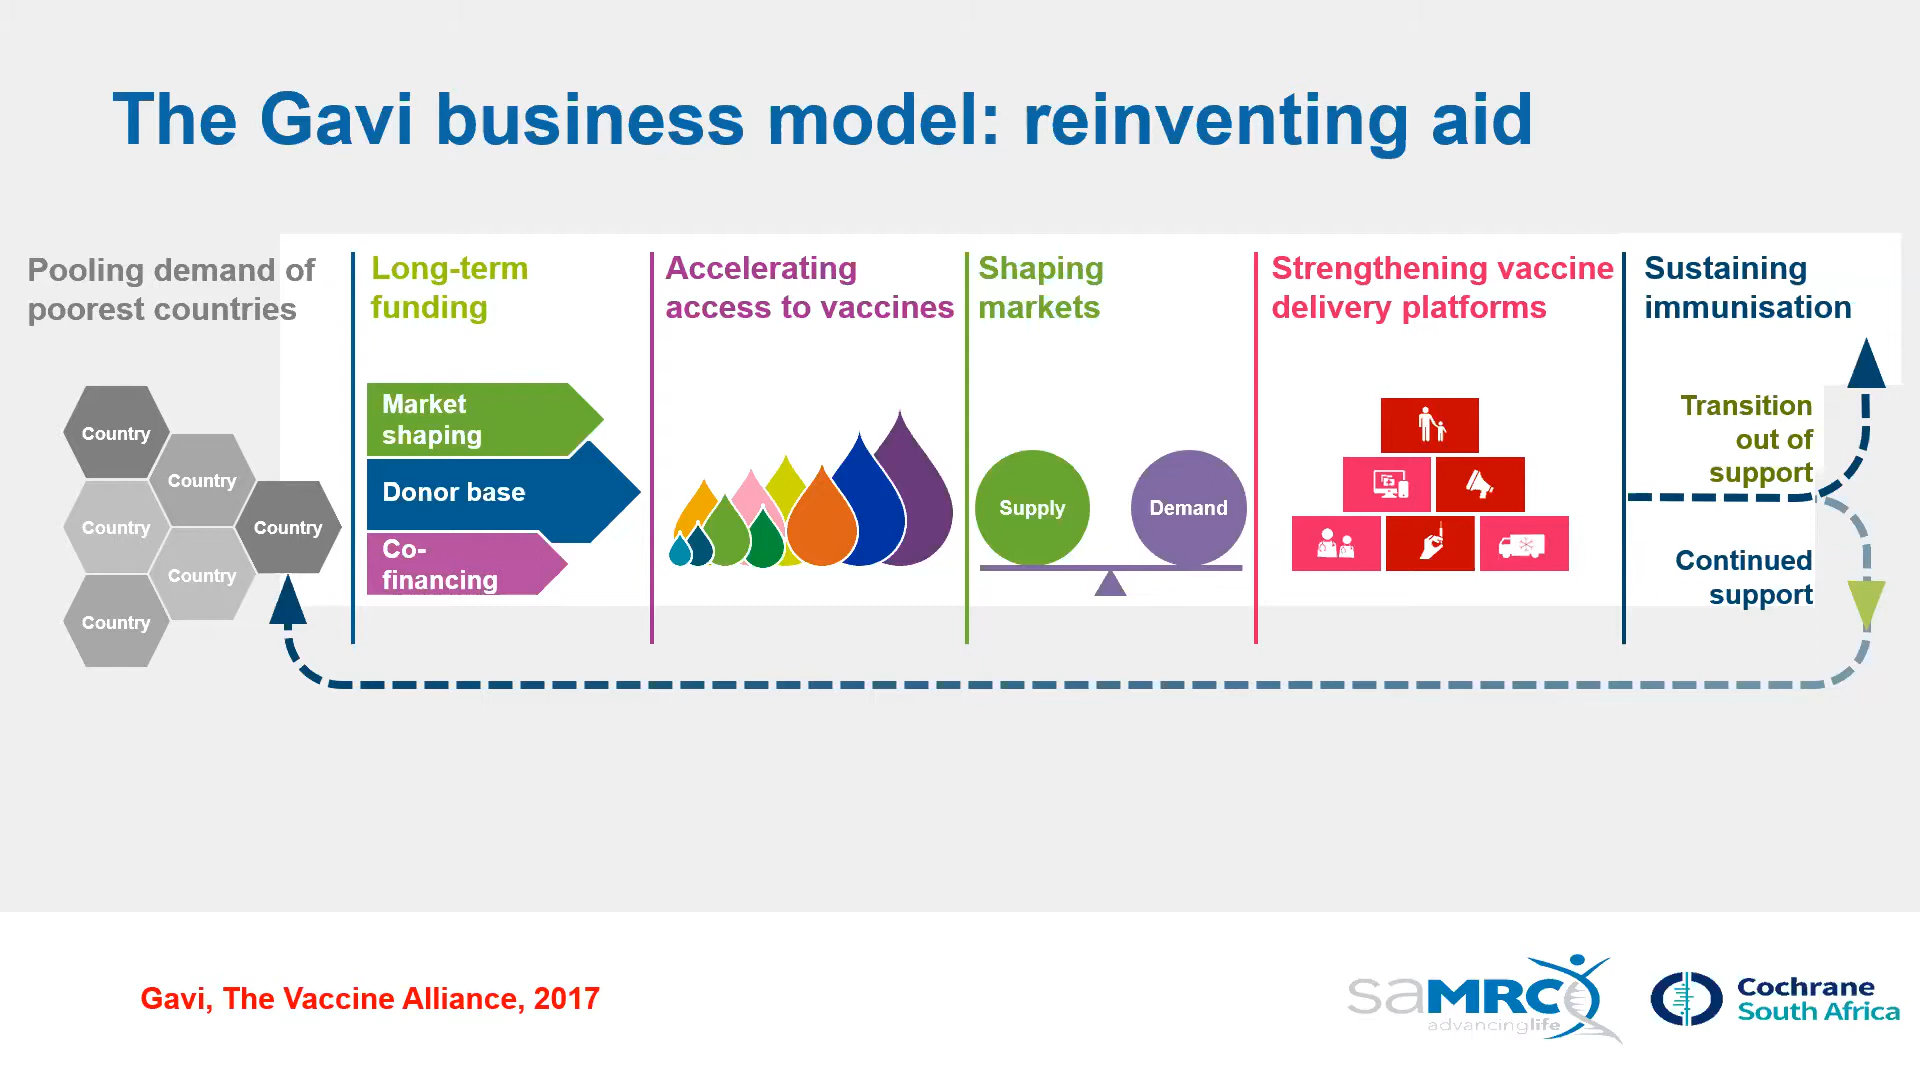 The Gavi business model: reinventing aid
Pooling demand of
poorest countries
Country
Country
Country
Country
Country
Country
Long-term
funding
Market
shaping
Donor base
Co-
financing
Accelerating
access to vaccines
Shaping
markets
Supply
Demand
Strengthening vaccine
delivery platforms
Sustaining
immunisation
Transition
out of
support
Continued
support
Gavi, The Vaccine Alliance, 2017
saMRC
advancinglife
Cochrane
South Africa